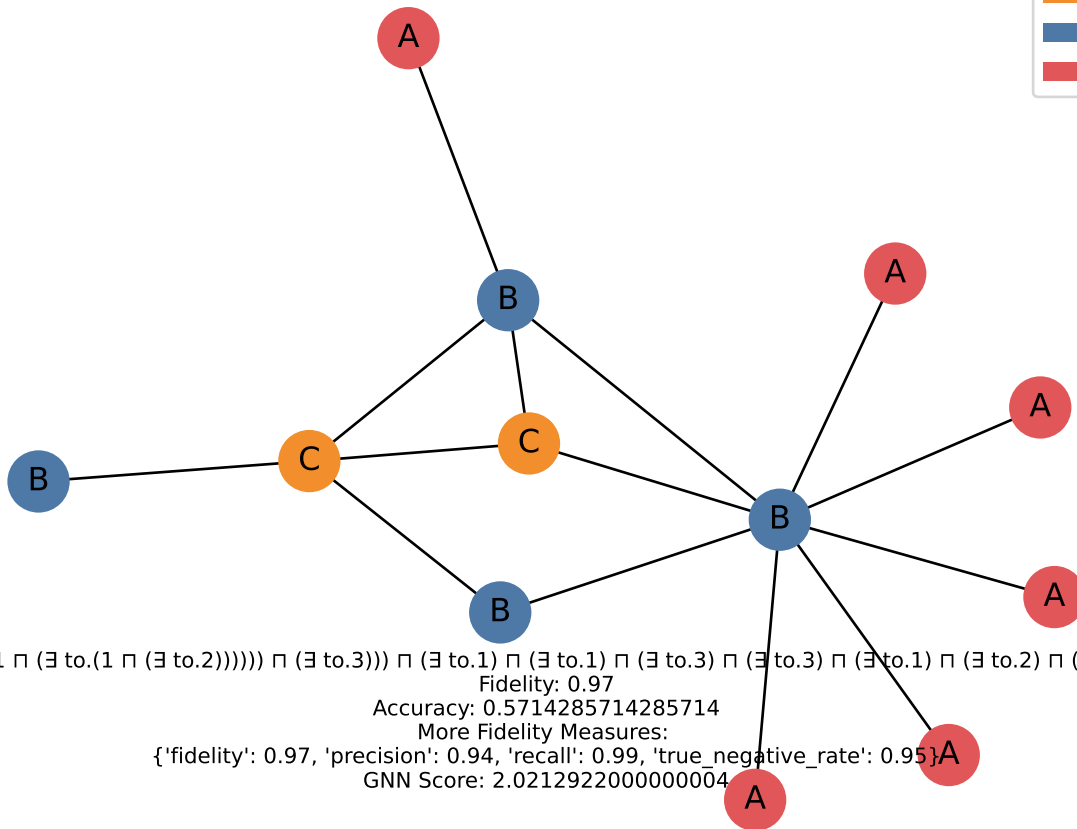 A
A
B
A
C
C
B
B
A
B
1 ⊓ (∃ to.(1 ⊓ (∃ to.2)))))) ⊓ (∃ to.3))) ⊓ (∃ to.1) ⊓ (∃ to.1) ⊓ (∃ to.3) ⊓ (∃ to.3) ⊓ (∃ to.1) ⊓ (∃ to.2) ⊓ (
Fidelity: 0.97
Accuracy: 0.5714285714285714
More Fidelity Measures:
{'fidelity': 0.97, 'precision': 0.94, 'recall': 0.99, 'true_negative_rate': 0.95}
A
GNN Score: 2.0212922000000004
A